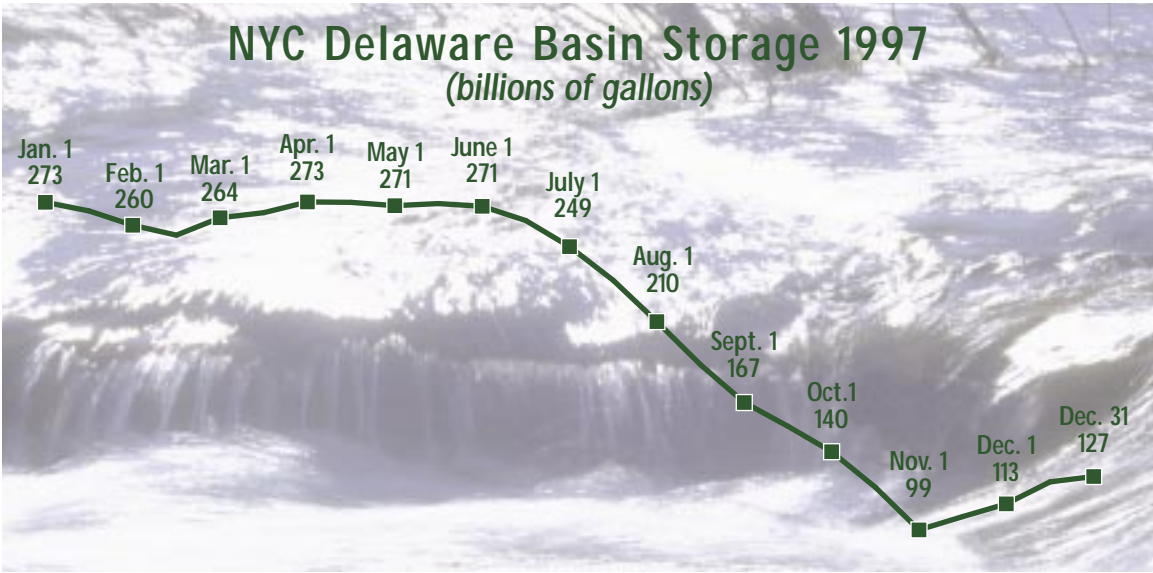 NYC Delaware Basin Storage 1997
(billions of gallons)
Jan. 1
273
Feb. 1
260
Mar. 1
264
Apr. 1
273
May 1
271
June 1
271
July 1
249
Aug. 1
210
Sept. 1
167
Oct.1
140
Nov. 1
99
Dec. 1
113
Dec. 31
127